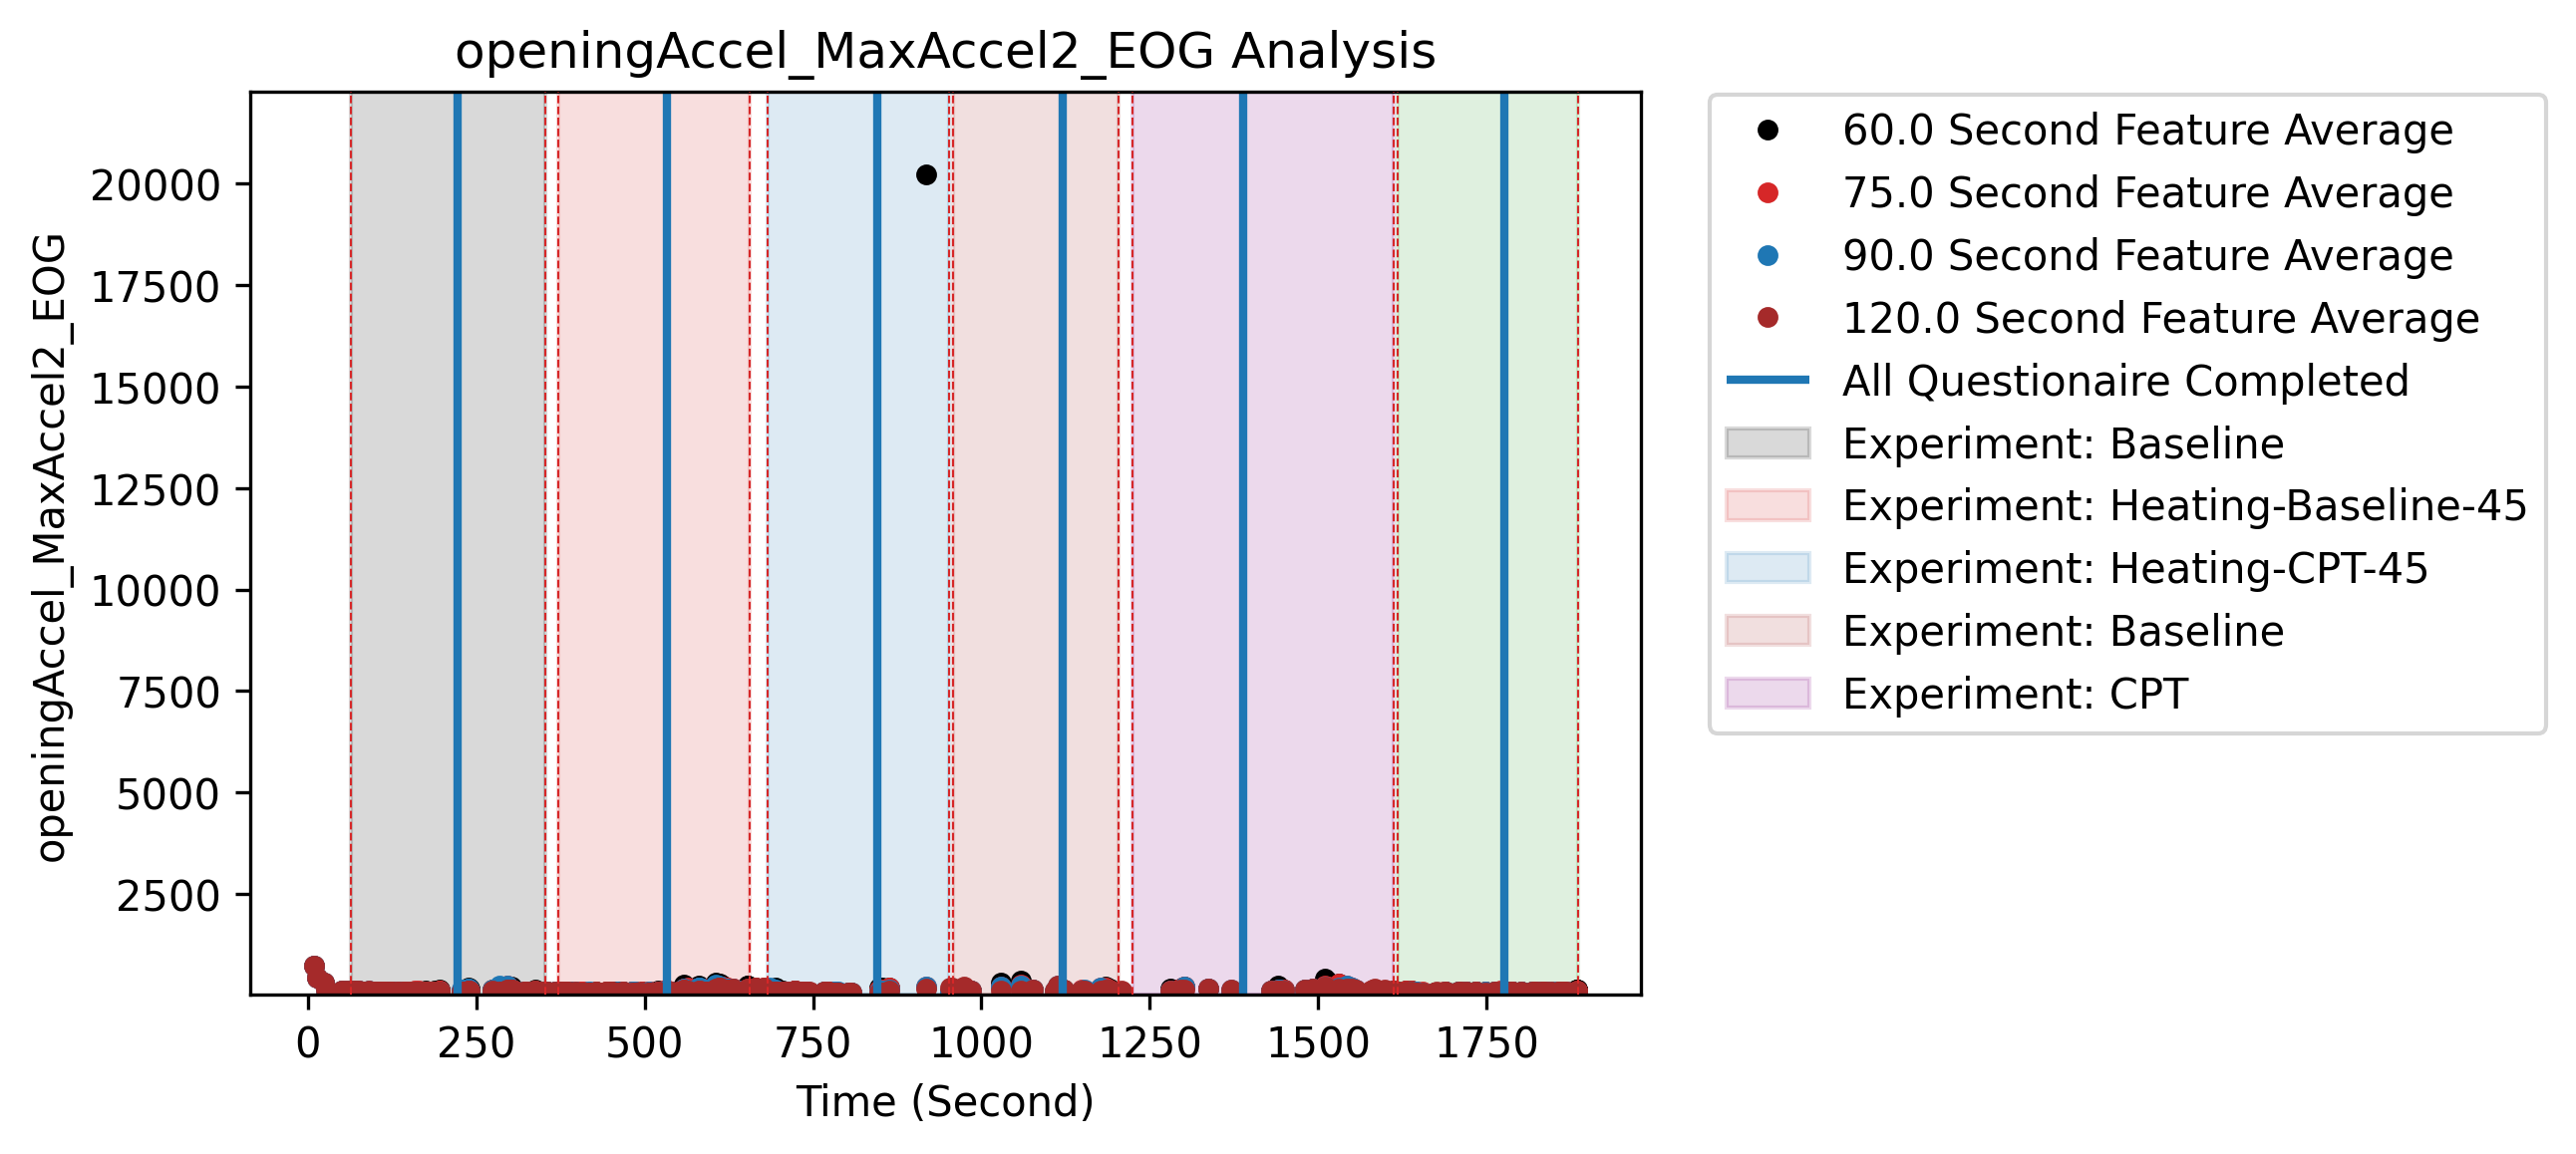 openingAccel_MaxAccel2_EOG Analysis
openingAccel_MaxAccel2_EOG
20000
17500
15000
12500
10000
7500
5000
2500
0 250 500 750 1000 1250 1500 1750
Time (Second)
60.0 Second Feature Average
75.0 Second Feature Average
90.0 Second Feature Average
120.0 Second Feature Average
All Questionaire Completed
Experiment: Baseline
Experiment: Heating-Baseline-45
Experiment: Heating-CPT-45
Experiment: Baseline
Experiment: CPT